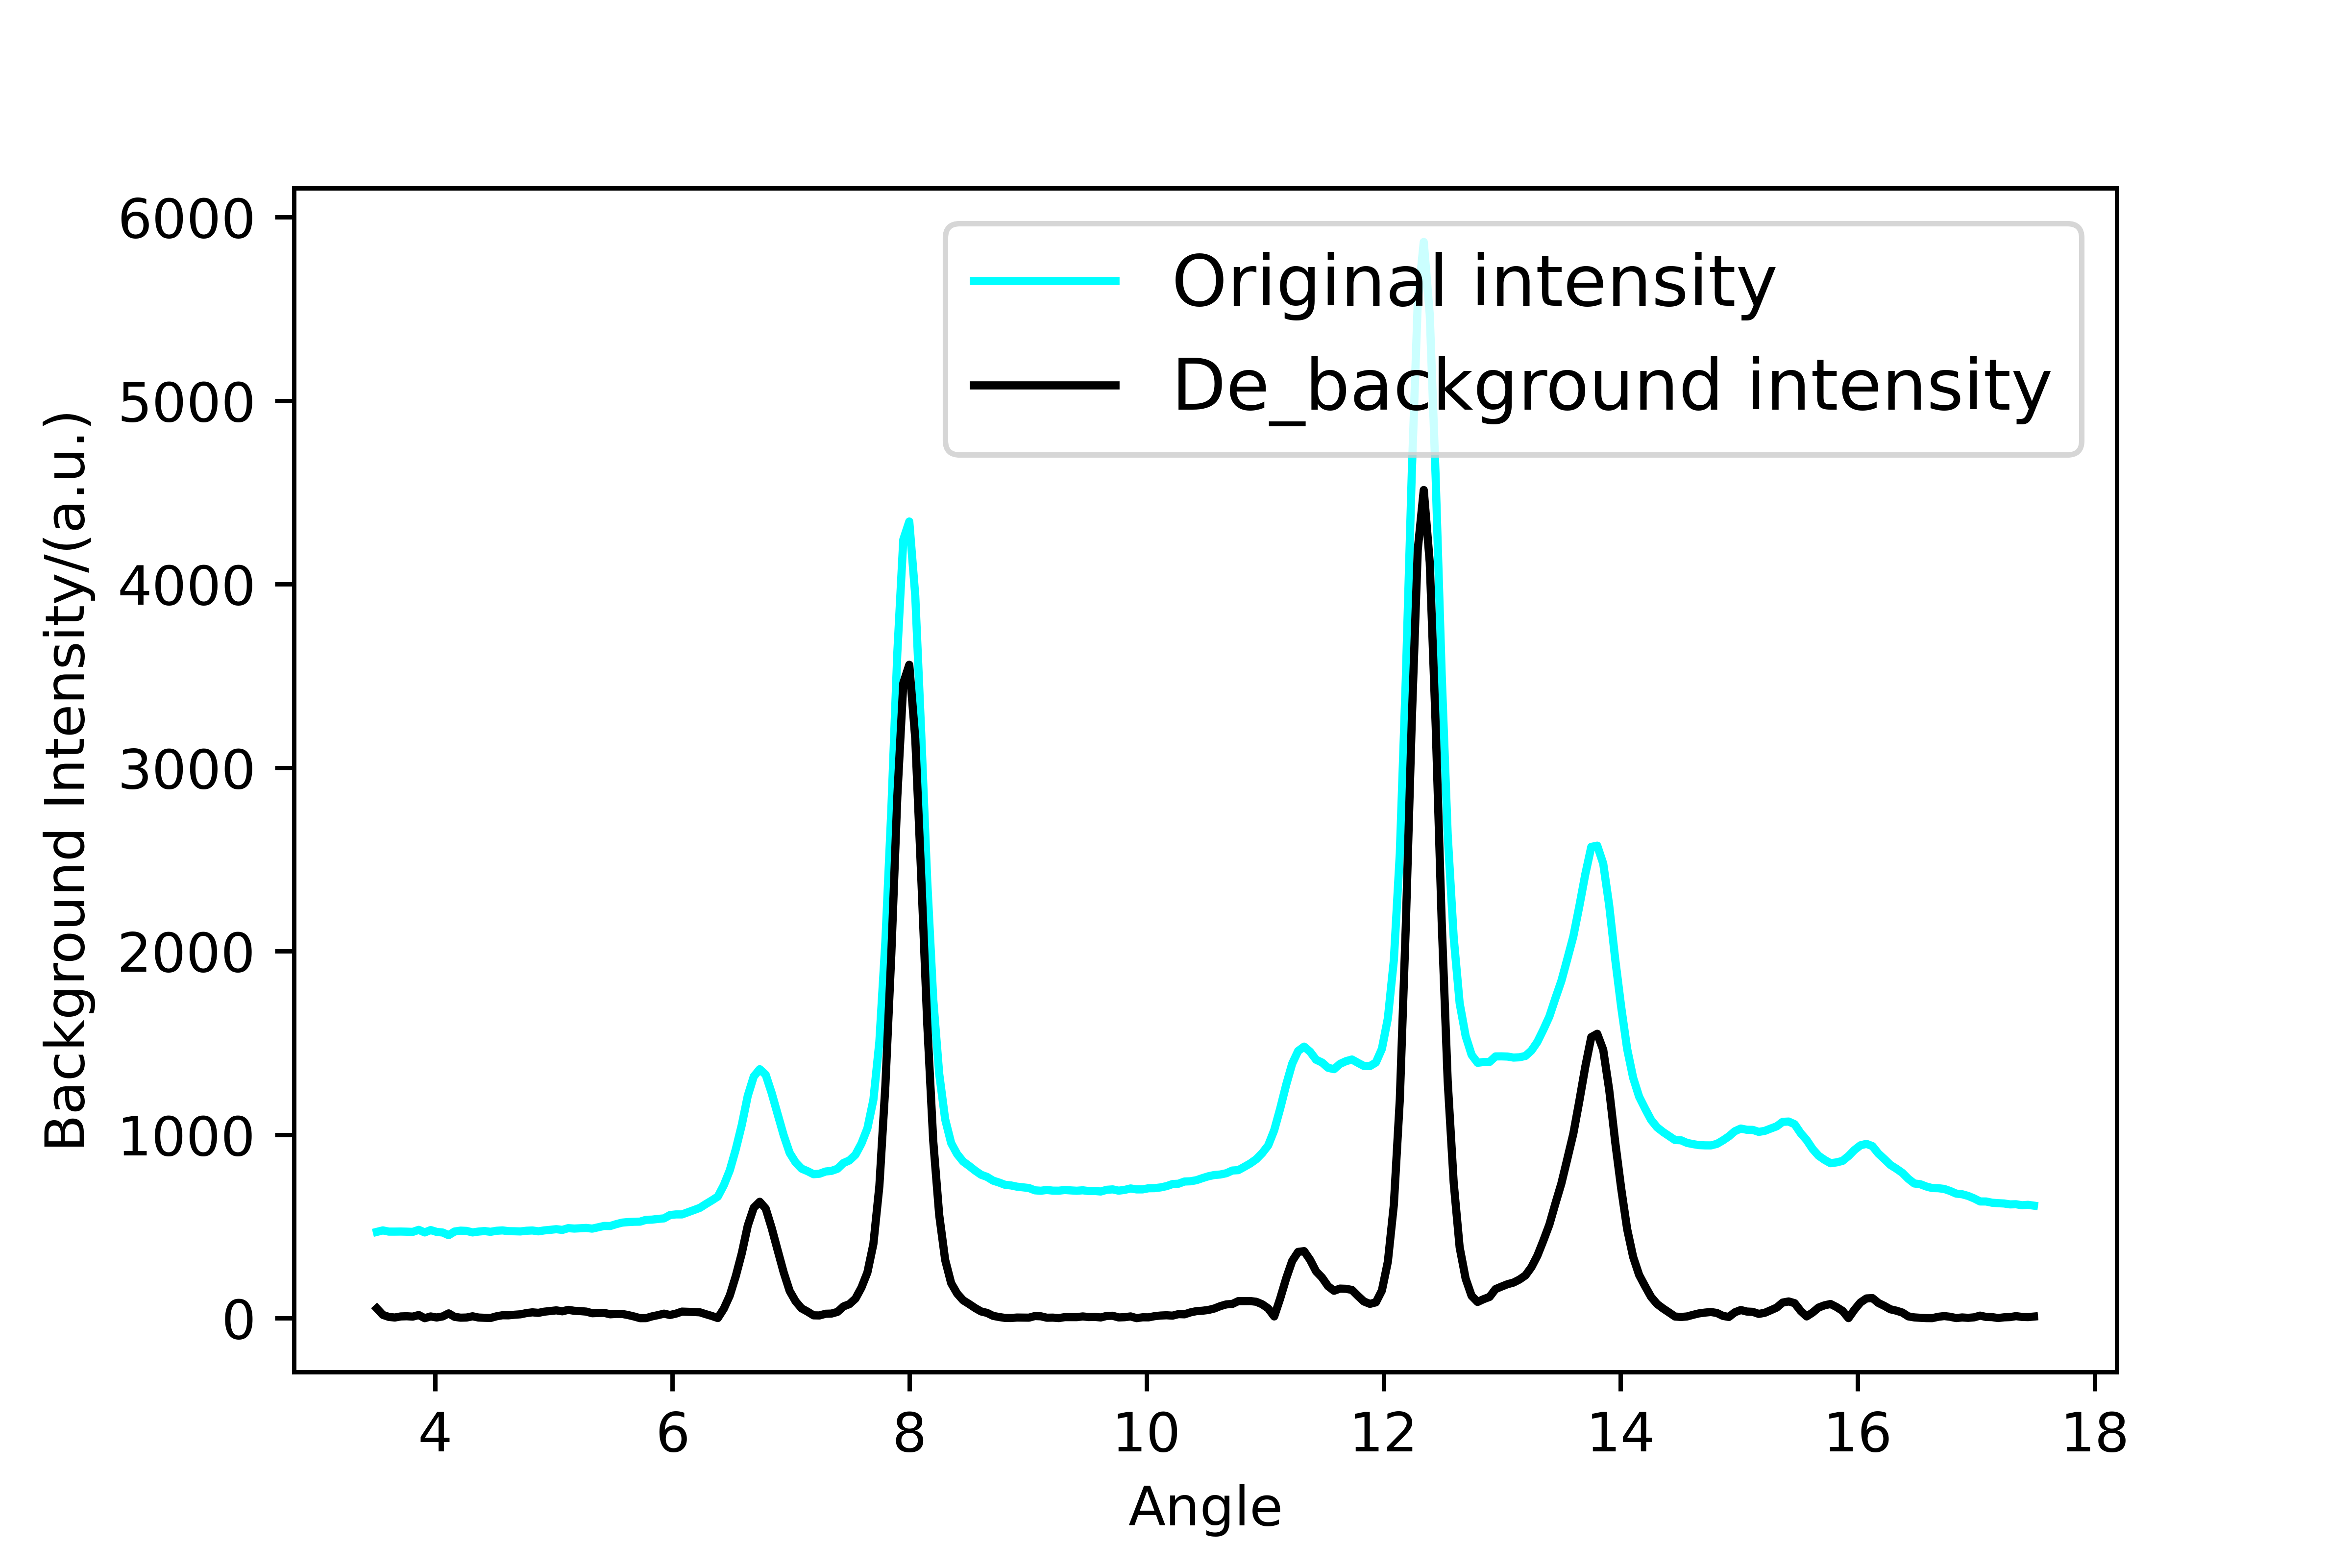 Original intensity
De_background intensity
6000
5000
4000
3000
2000
1000
0
Background Intensity/(a.u.)
4 6 8 10 12 14 16 18
Angle